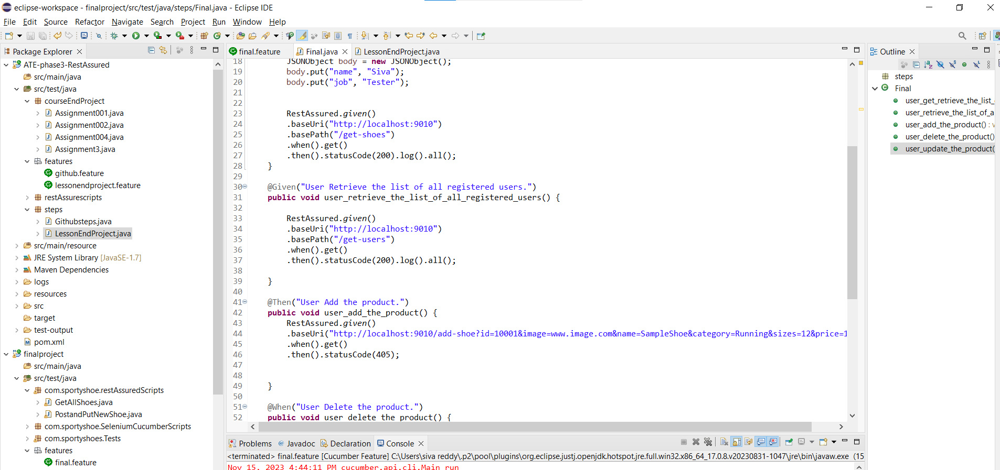 eclipse-workspace - finalproject/src/test/java/steps/Final.java - Eclipse IDE
File Edit Source Refactor Navigate Search Project Run Window Help
Package Explorer
ATE-phase3-RestAssured
src/main/java
src/test/java
courseEndProject
Assignment001.java
Assignment002.java
Assignment004.java
Assignment3.java
features
github.feature
lessonendproject.feature
restAssurescripts
steps
Githubsteps.java
LessonEndProject.java
src/main/resource
JRE System Library [JavaSE-1.7]
Maven Dependencies
logs
resources
src
target
test-output
pom.xml
finalproject
src/main/java
src/test/java
com.sportyshoe.restAssuredScripts
GetAllShoes.java
PostandPutNewShoe.java
com.sportyshoe.SeleniumCucumberScripts
com.sportyshoes.Tests
features
final.feature
final.feature Final.java LessonEndProject.java
18 JSONObject body = new JSONObject();
19 body.put("name", "Siva");
20 body.put("job", "Tester");
21
22
23 RestAssured.given()
24 .baseUri("http://localhost:9010")
25 .basePath("/get-shoes")
26 .when().get()
27 .then().statusCode(200).log().all();
28 }
29
30 @Given("User Retrieve the list of all registered users.")
31 public void user_retrieve_the_list_of_all_registered_users() {
32
33 RestAssured.given()
34 .baseUri("http://localhost:9010")
35 .basePath("/get-users")
36 .when().get()
37 .then().statusCode(200).log().all();
38
39 }
40
41 @Then("User Add the product.")
42 public void user_add_the_product() {
43 RestAssured.given()
44 .baseUri("http://localhost:9010/add-shoe?id=10001&image=www.image.com&name=SampleShoe&category=Running&sizes=12&price=1
45 .when().get()
46 .then().statusCode(405);
47
48
49 }
50
51 @When("User Delete the product.")
52 public void user_delete_the_product() {
Problems Javadoc Declaration Console
<terminated> final.feature [Cucumber Feature] C:\Users\siva reddy\.p2\pool\plugins\org.eclipse.justj.openjdk.hotspot.jre.full.win32.x86_64_17.0.8.v20230831-1047\jre\bin\javaw.exe (15
Nov 15, 2023 4:44:11 PM cucumber.api.cli.Main run
Outline
steps
Final
user_get_retrieve_the_list_
user_retrieve_the_list_of_a
user_add_the_product() : v
user_delete_the_product()
user_update_the_product(